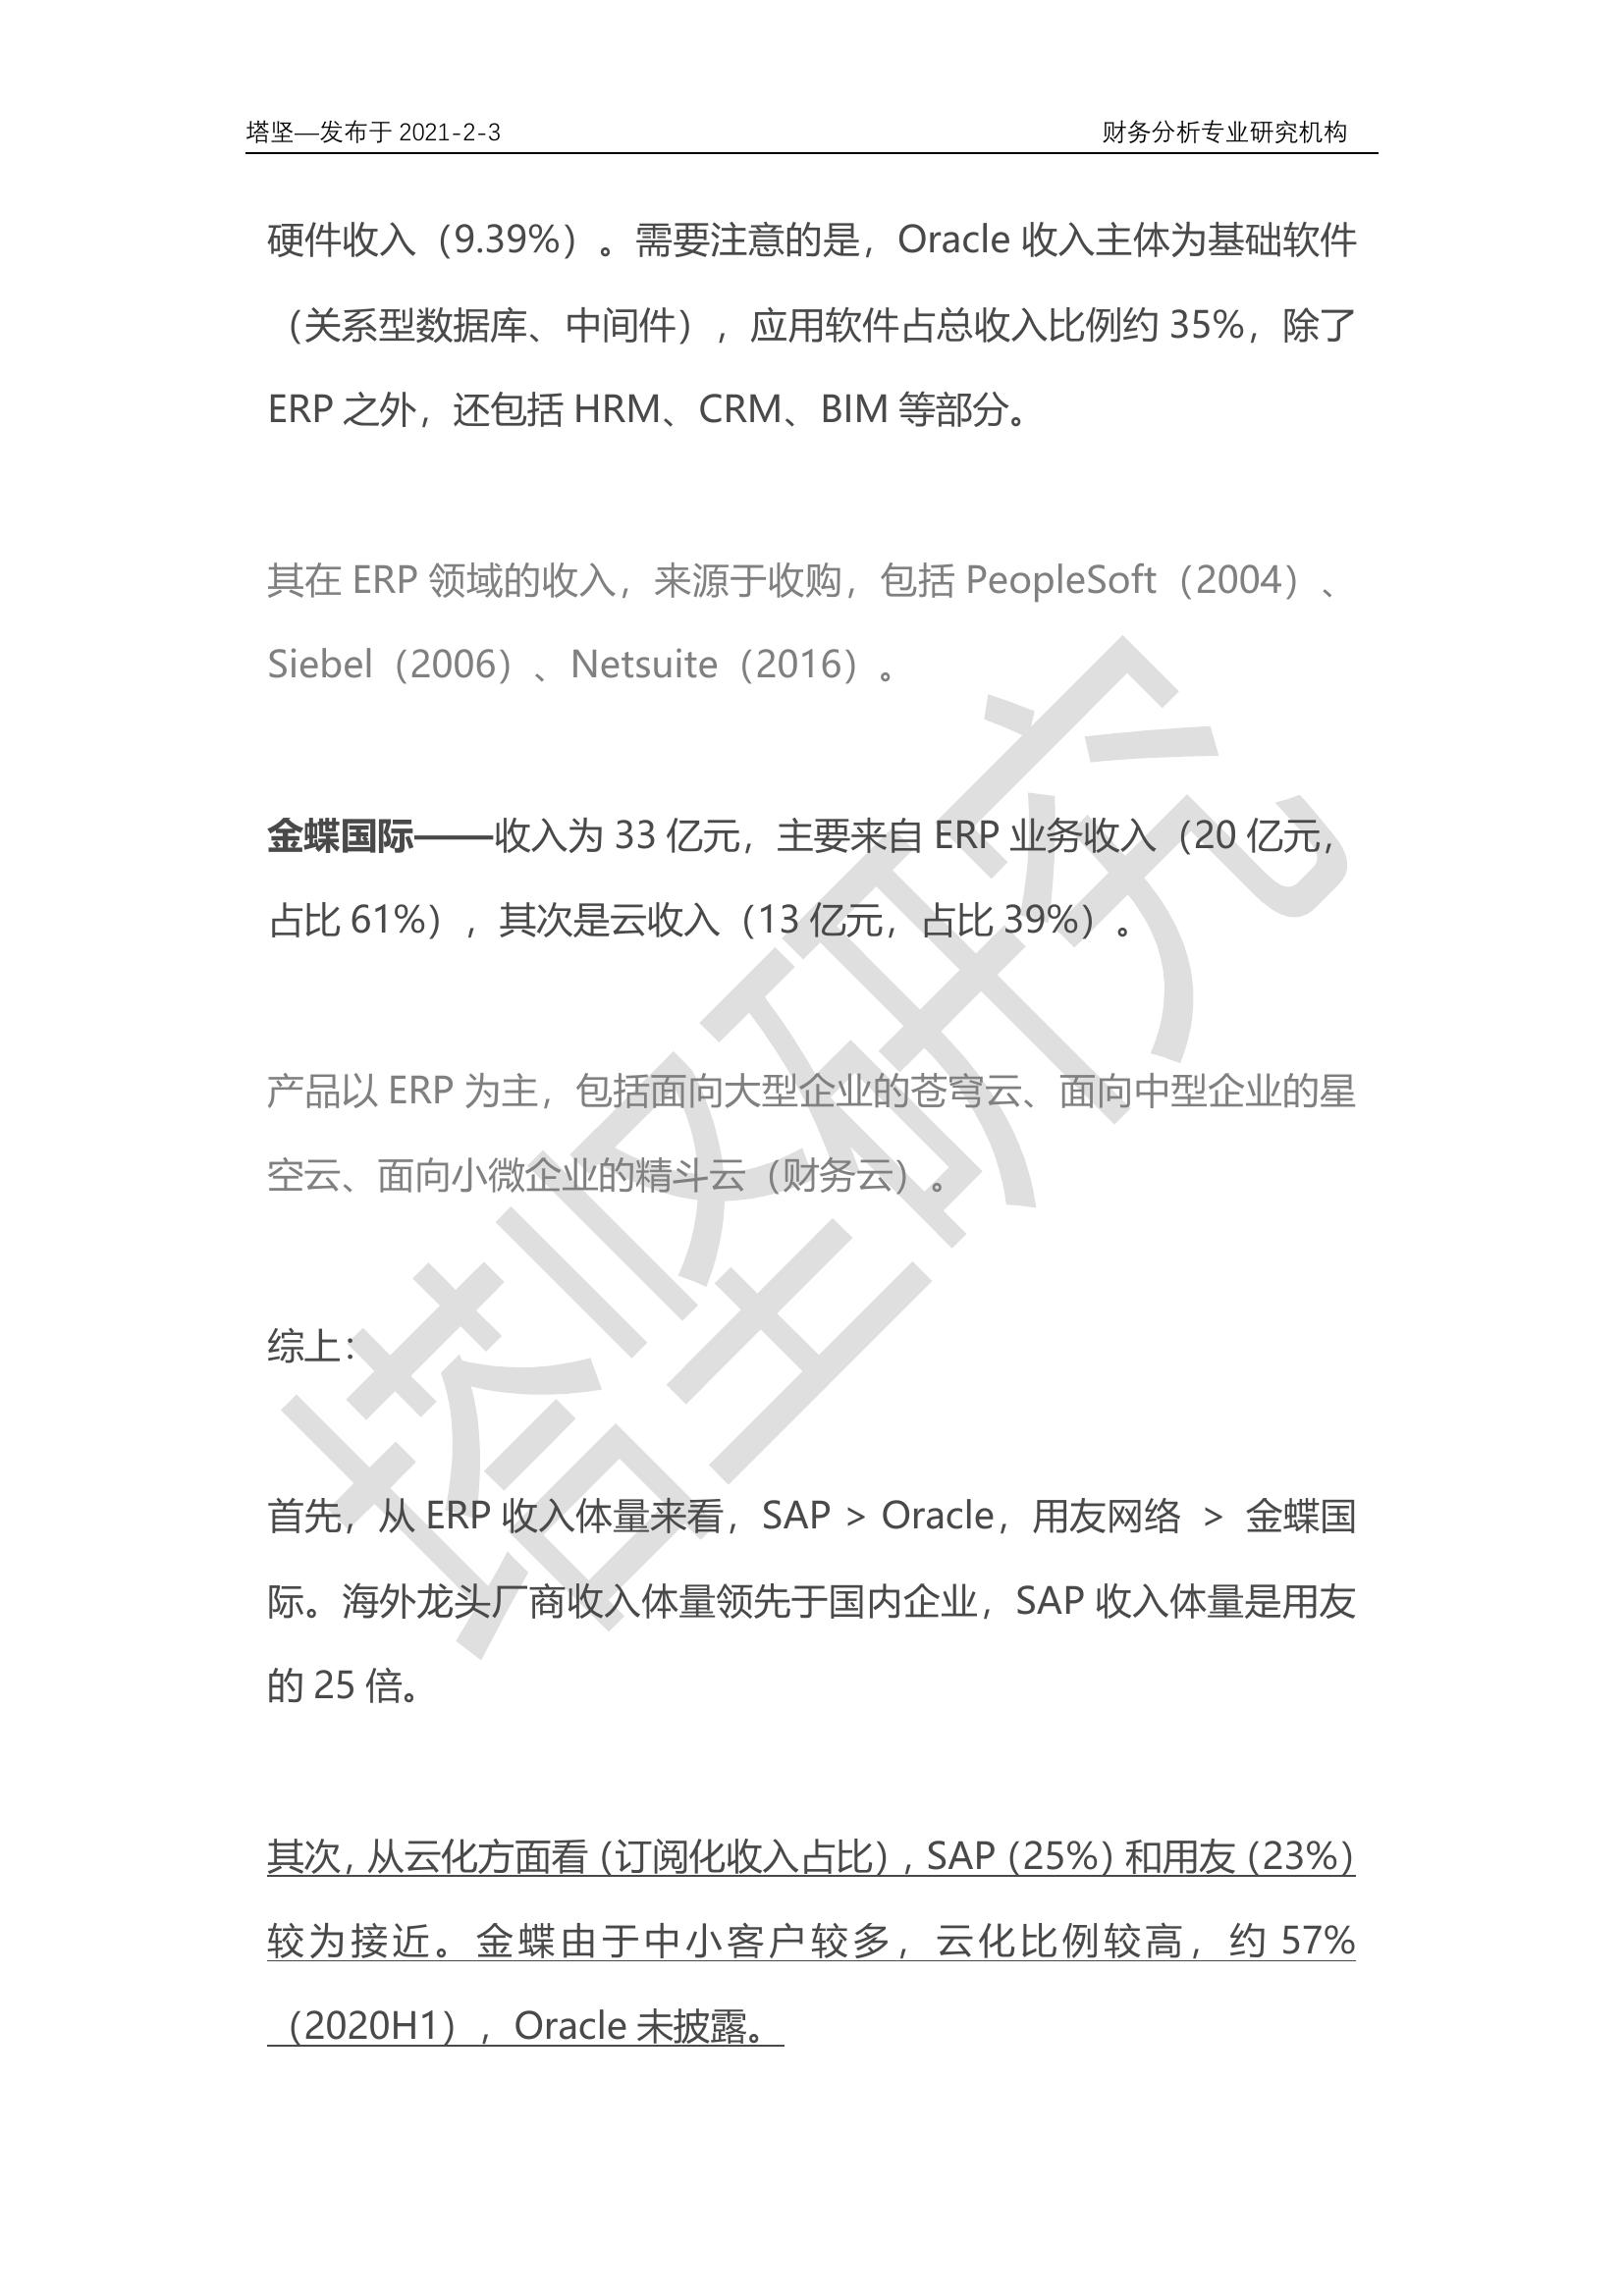 塔坚—发布于 2021-2-3 财务分析专业研究机构
硬件收入（9.39%）。需要注意的是，Oracle 收入主体为基础软件
（关系型数据库、中间件），应用软件占总收入比例约 35%，除了
ERP 之外，还包括 HRM、CRM、BIM 等部分。
其在 ERP 领域的收入，来源于收购，包括 PeopleSoft（2004）、
Siebel（2006）、Netsuite（2016）。
金蝶国际——收入为 33 亿元，主要来自 ERP 业务收入（20 亿元，
占比 61%），其次是云收入（13 亿元，占比 39%）。
产品以 ERP 为主，包括面向大型企业的苍穹云、面向中型企业的星
空云、面向小微企业的精斗云（财务云）。
综上：
首先，从 ERP 收入体量来看，SAP > Oracle，用友网络 > 金蝶国
际。海外龙头厂商收入体量领先于国内企业，SAP 收入体量是用友
的 25 倍。
其次，从云化方面看（订阅化收入占比），SAP（25%）和用友（23%）
较为接近。金蝶由于中小客户较多，云化比例较高，约 57%
（2020H1），Oracle 未披露。
塔坚研究